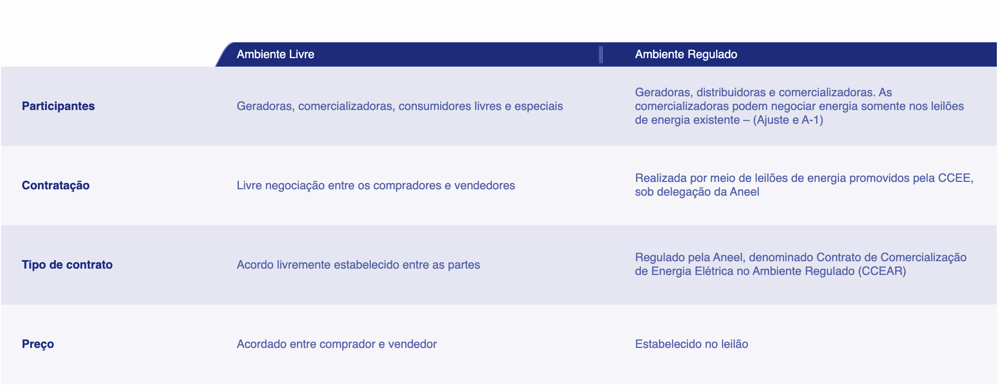 Ambiente Livre
Ambiente Regulado
Participantes
Geradoras, comercializadoras, consumidores livres e especiais
Geradoras, distribuidoras e comercializadoras. As
comercializadoras podem negociar energia somente nos leilões
de energia existente – (Ajuste e A-1)
Contratação
Livre negociação entre os compradores e vendedores
Realizada por meio de leilões de energia promovidos pela CCEE,
sob delegação da Aneel
Tipo de contrato
Acordo livremente estabelecido entre as partes
Regulado pela Aneel, denominado Contrato de Comercialização
de Energia Elétrica no Ambiente Regulado (CCEAR)
Preço
Acordado entre comprador e vendedor
Estabelecido no leilão